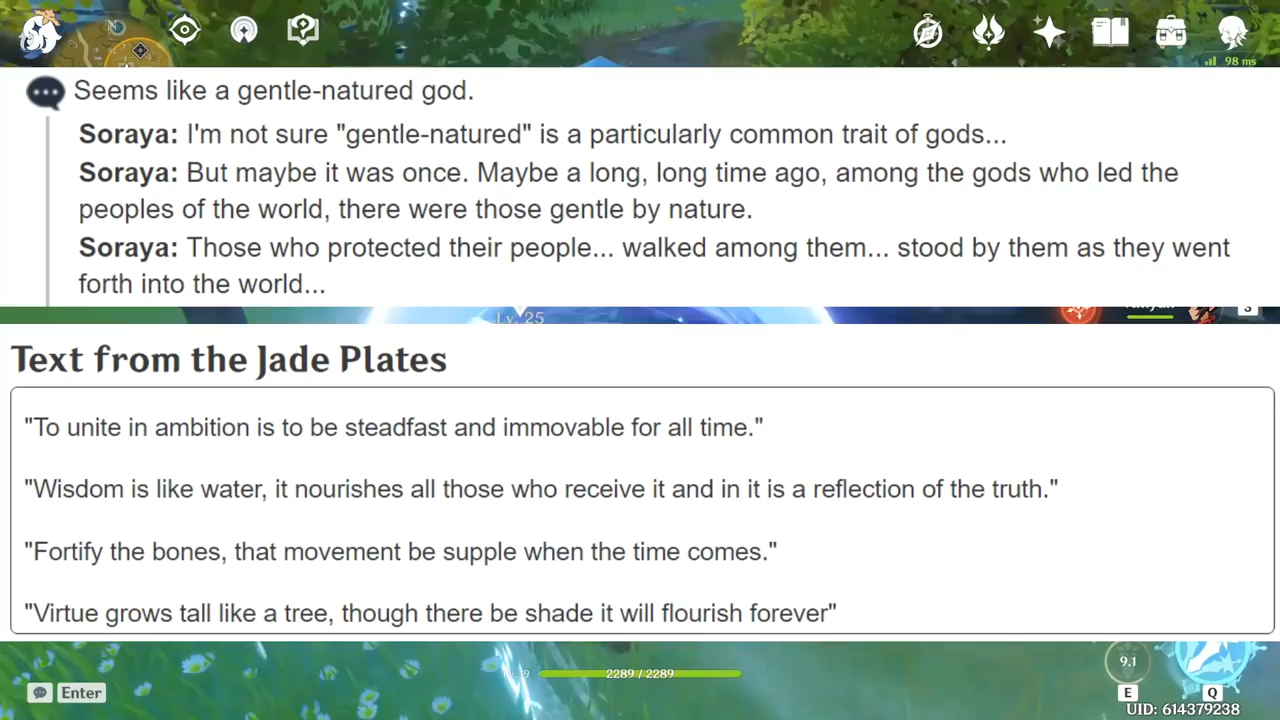 N
98 ms
Seems like a gentle-natured god.
Soraya: I'm not sure "gentle-natured" is a particularly common trait of gods...
Soraya: But maybe it was once. Maybe a long, long time ago, among the gods who led the
peoples of the world, there were those gentle by nature.
Soraya: Those who protected their people... walked among them... stood by them as they went
forth into the world...
Lv. 25
3
Text from the Jade Plates
"To unite in ambition is to be steadfast and immovable for all time."
"Wisdom is like water, it nourishes all those who receive it and in it is a reflection of the truth."
"Fortify the bones, that movement be supple when the time comes."
"Virtue grows tall like a tree, though there be shade it will flourish forever"
2289 / 2289
9.1
Enter
E
Q
UID: 614379238